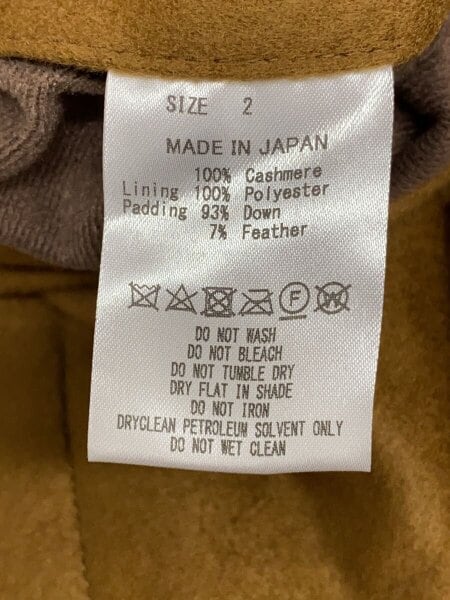 SIZE 2
MADE IN JAPAN
100% Cashmere
Lining 100% Polyester
Padding 93% Down
7% Feather
F W
DO NOT WASH
DO NOT BLEACH
DO NOT TUMBLE DRY
DRY FLAT IN SHADE
DO NOT IRON
DRYCLEAN PETROLEUM SOLVENT ONLY
DO NOT WET CLEAN